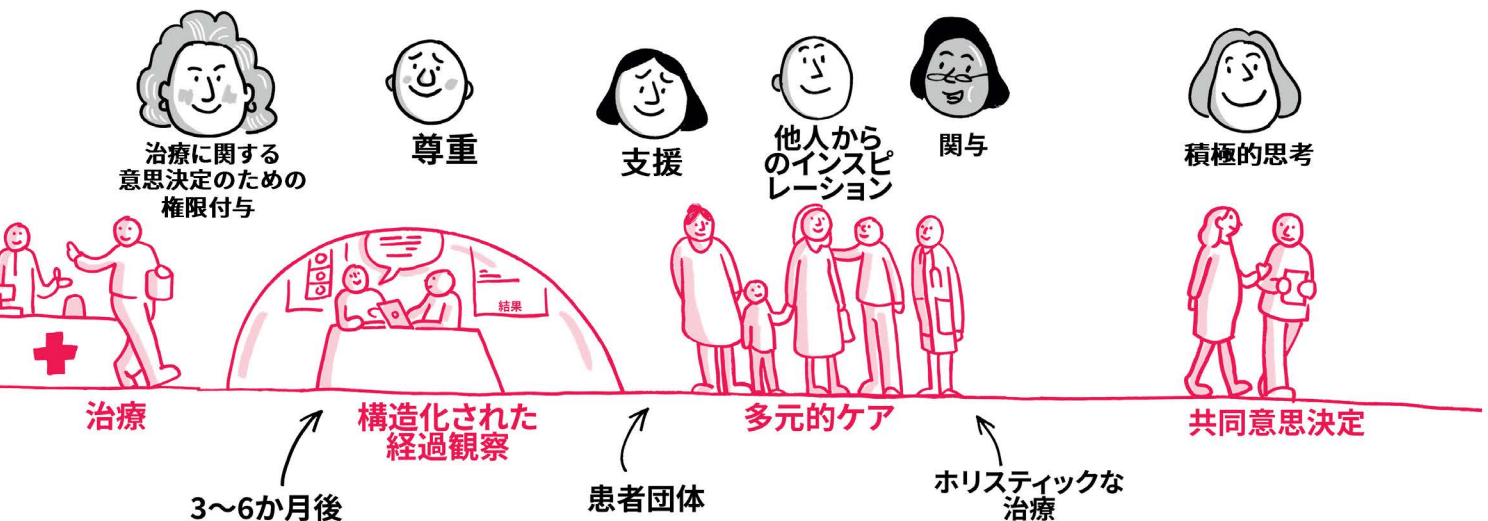 治療に関する
意思決定のための
権限付与
尊重
支援
他人から
のインスピ
レーション
関与
積極的思考
結果
治療
構造化された
経過観察
多元的ケア
共同意思決定
3〜6か月後
患者団体
ホリスティックな
治療